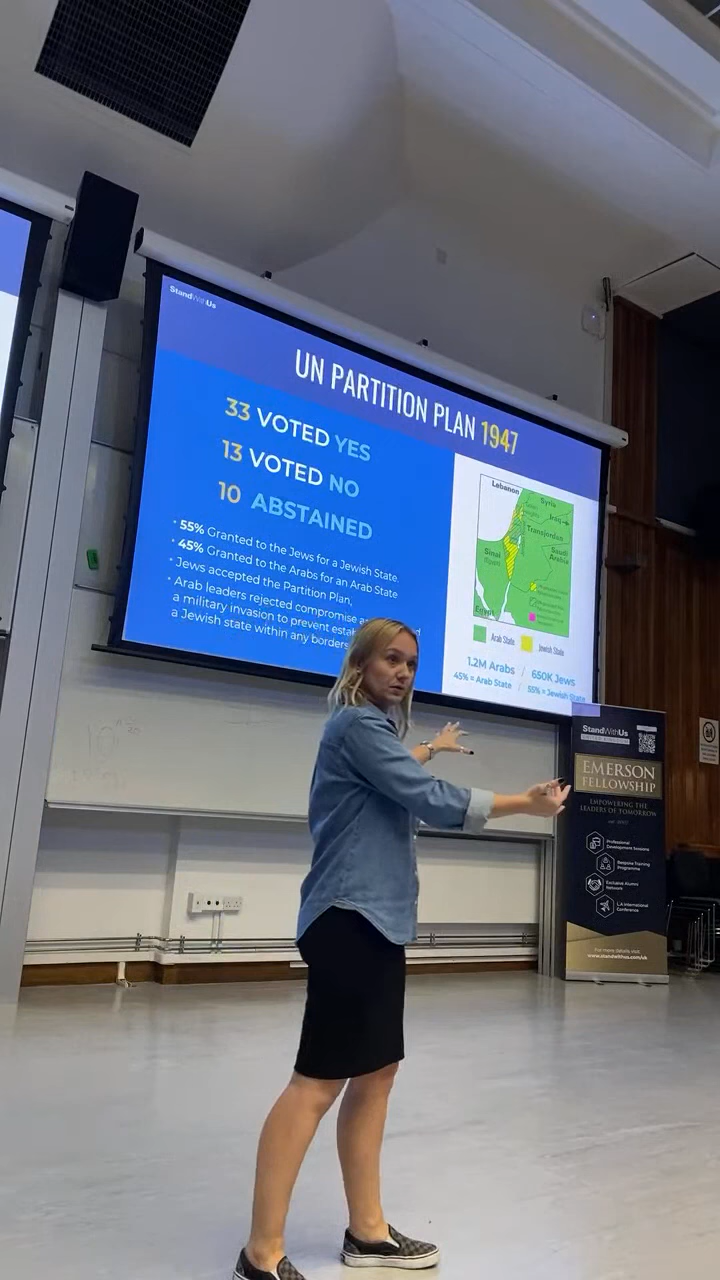 StandWithUs
UN PARTITION PLAN 1947
33 VOTED YES
13 VOTED NO
10 ABSTAINED
• 55% Granted to the Jews for a Jewish State.
• 45% Granted to the Arabs for an Arab State
• Jews accepted the Partition Plan,
• Arab leaders rejected compromise
a military invasion to prevent
a Jewish state within any borders
Lebanon
Syria
Iraq
Transjordan
Sinai
Saudi
Arabia
Egypt
Arab State
Jewish State
1.2M Arabs / 650K Jews
45% = Arab State / 55% = Jewish State
StandWithUs
EMERSON
FELLOWSHIP
EMPOWERING THE
LEADERS OF TOMORROW
Professional
Development Sessions
Bespoke Training
Programme
Exclusive Alumni
Network
LA International
Conference
For more details visit:
www.standwithus.com/uk